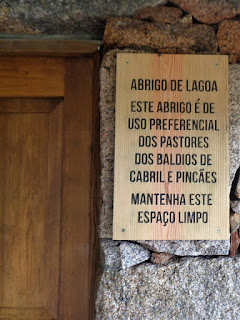 ABRIGO DE LAGOA
ESTE ABRIGO É DE
USO PREFERENCIAL
DOS PASTORES
DOS BALDIOS DE
CABRIL E PINCÃES
MANTENHA ESTE
ESPAÇO LIMPO